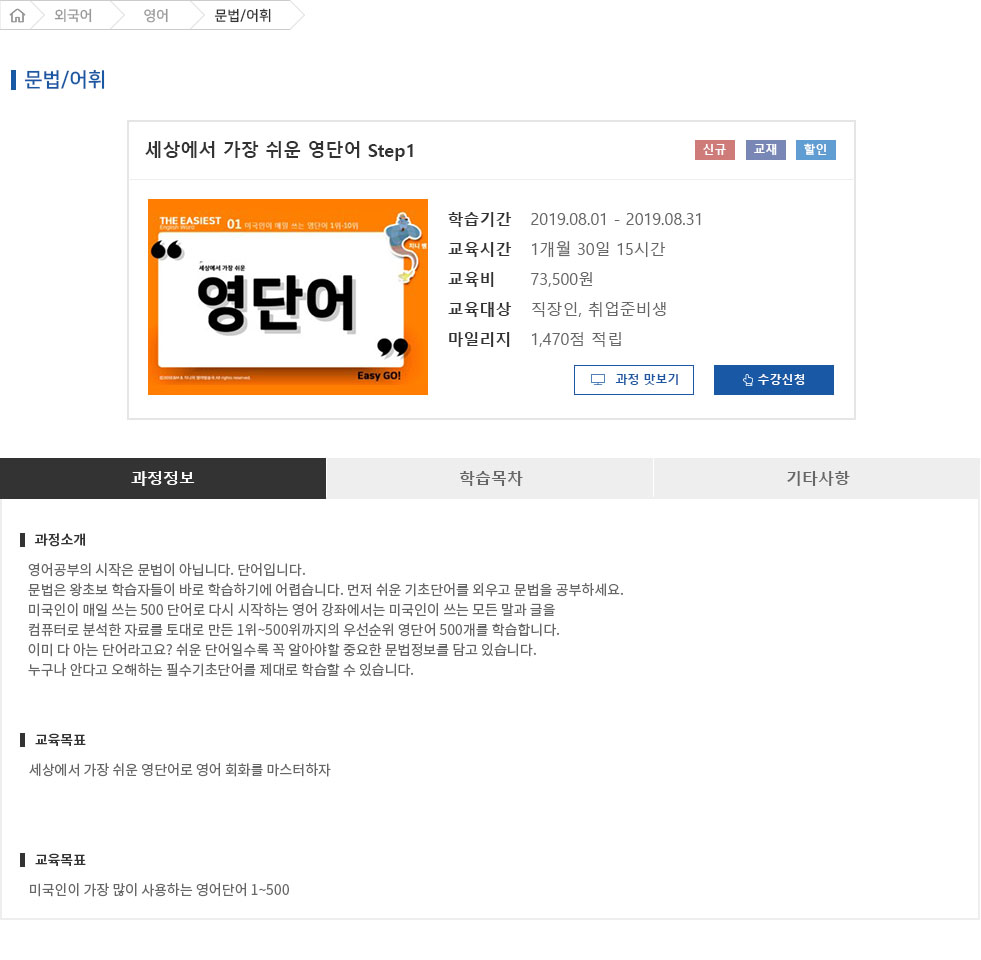 외국어
영어
문법/어휘
문법/어휘
세상에서 가장 쉬운 영단어 Step1
신규
교재
할인
THE EASIEST
English Word
01 미국인이 매일 쓰는 영단어 1위-10위
세상에서 가장 쉬운
영단어
Easy GO!
All rights reserved.
학습기간 2019.08.01 - 2019.08.31
교육시간 1개월 30일 15시간
교육비 73,500원
교육대상 직장인, 취업준비생
마일리지 1,470점 적립
과정 맛보기
수강신청
과정정보
학습목차
기타사항
과정소개
영어공부의 시작은 문법이 아닙니다. 단어입니다.
문법은 왕초보 학습자들이 바로 학습하기에 어렵습니다. 먼저 쉬운 기초단어를 외우고 문법을 공부하세요.
미국인이 매일 쓰는 500 단어로 다시 시작하는 영어 강좌에서는 미국인이 쓰는 모든 말과 글을
컴퓨터로 분석한 자료를 토대로 만든 1위~500위까지의 우선순위 영단어 500개를 학습합니다.
이미 다 아는 단어라고요? 쉬운 단어일수록 꼭 알아야할 중요한 문법정보를 담고 있습니다.
누구나 안다고 오해하는 필수기초단어를 제대로 학습할 수 있습니다.
교육목표
세상에서 가장 쉬운 영단어로 영어 회화를 마스터하자
교육목표
미국인이 가장 많이 사용하는 영어단어 1~500